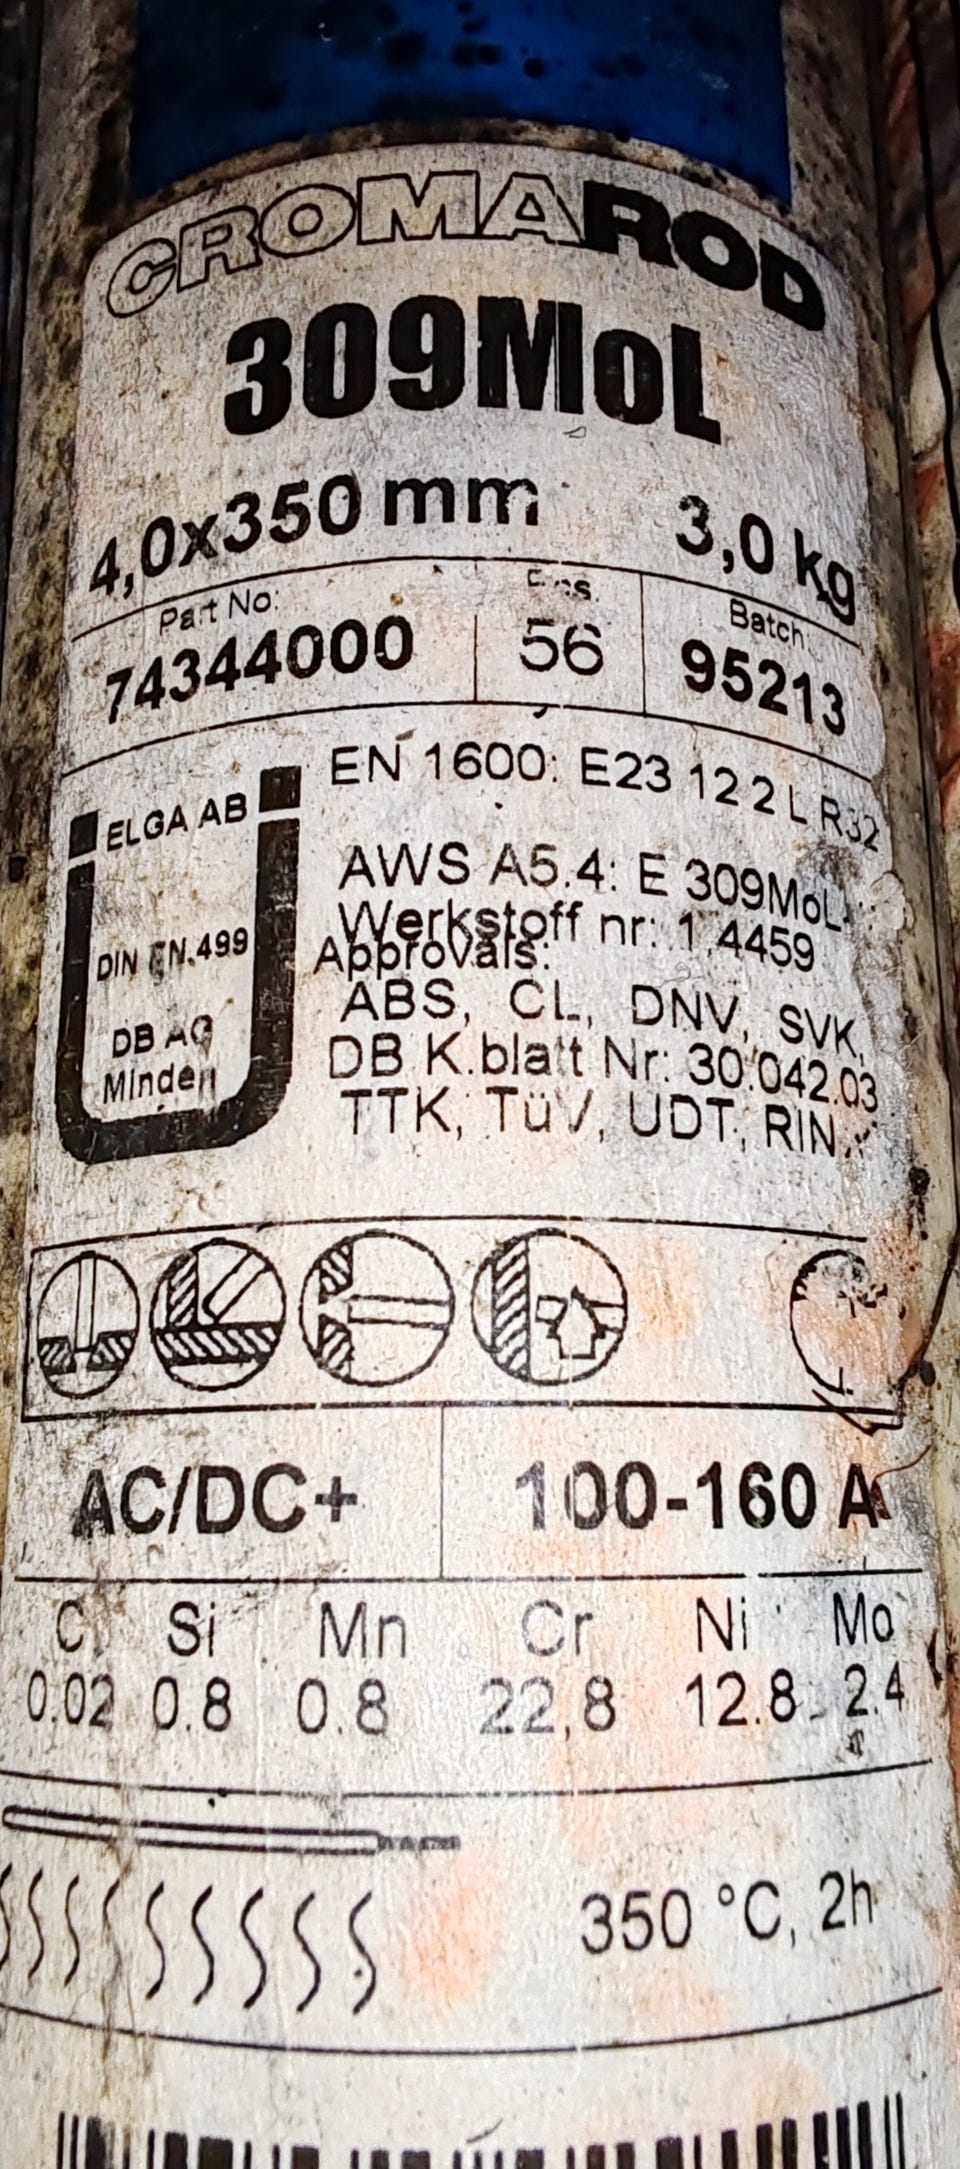 CROMAROD
309MoL
4,0x350 mm 3,0 kg
Part No: Pcs. Batch
74344000 56 95213
ELGA AB
DIN EN.499
DB AG
Minden
EN 1600: E23 12 2 L R32
AWS A5.4: E 309MoL
Werkstoff nr: 1.4459
Approvals:
ABS, CL, DNV, SVK,
DB K.blatt Nr: 30.042.03
TTK, TüV, UDT, RIN
AC/DC+ 100-160 A
C Si Mn Cr Ni Mo
0.02 0.8 0.8 22,8 12.8 2.4
350 °C, 2h